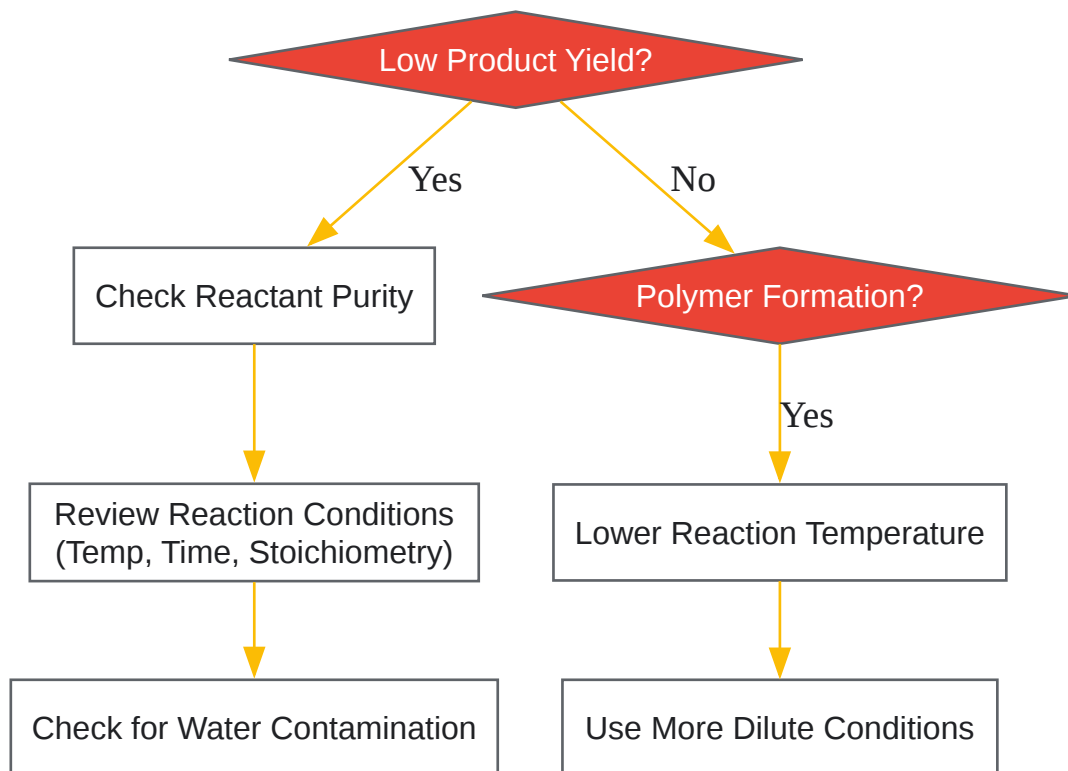 Low Product Yield?
Yes
No
Check Reactant Purity
Polymer Formation?
Yes
Review Reaction Conditions
(Temp, Time, Stoichiometry)
Lower Reaction Temperature
Check for Water Contamination
Use More Dilute Conditions